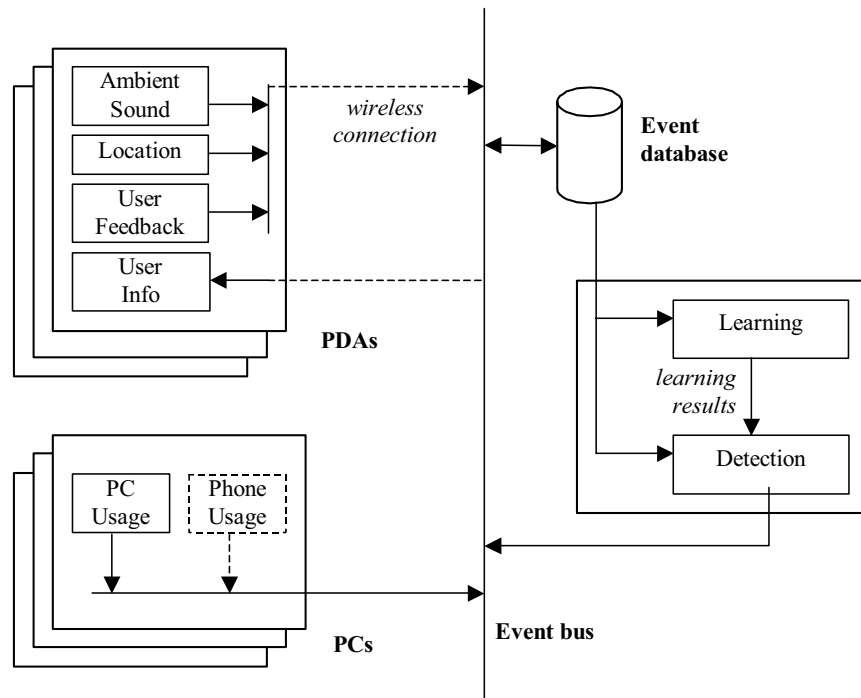 Ambient
Sound
Location
User
Feedback
User
Info
wireless
connection
PDAs
Event
database
Learning
learning
results
Detection
PC
Usage
Phone
Usage
PCs
Event bus